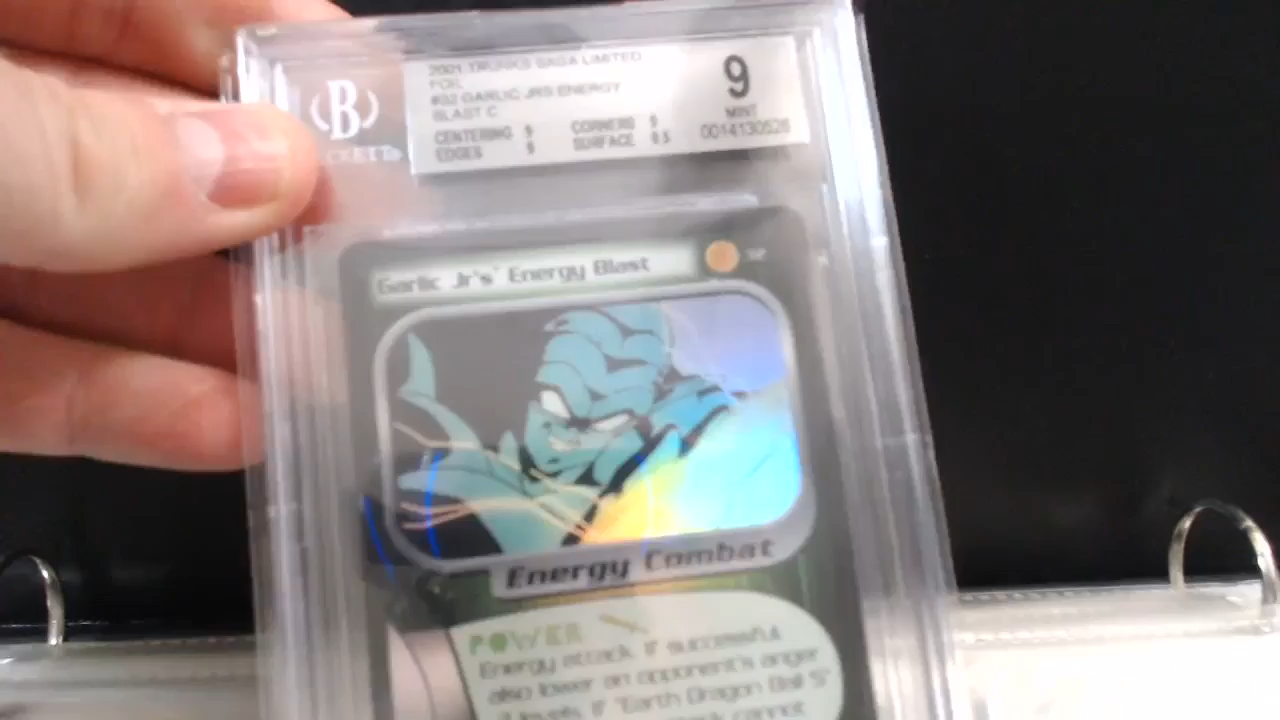 B
2001 TRUNKS SAGA LIMITED
FOIL
#32 GARLIC JRS ENERGY
BLAST C
CENTERING 9 CORNERS 9
EDGES 9 SURFACE 9.5
9
MINT
0014130528
Garlic Jr's' Energy Blast
Energy Combat
POWER
Energy attack. If successful
also lower an opponent's anger
levels. If "Earth Dragon Ball 5"
cannot